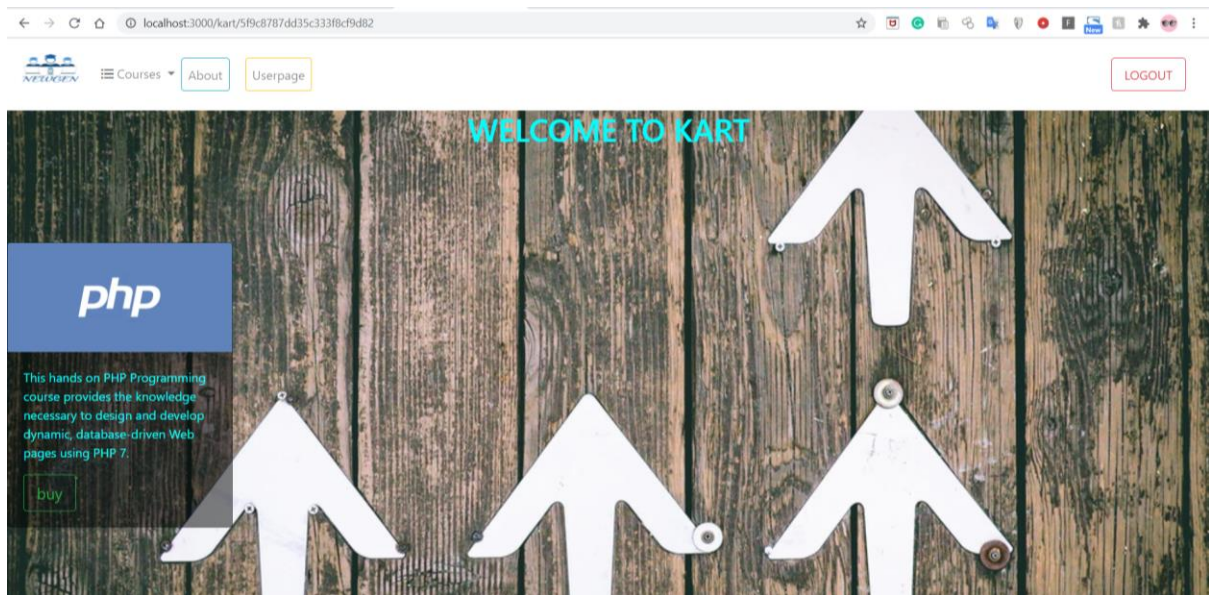 localhost:3000/kart/5f9c8787dd35c333f8cf9d82
New
NEWGEN
Courses
About
Userpage
LOGOUT
WELCOME TO KART
php
This hands on PHP Programming
course provides the knowledge
necessary to design and develop
dynamic, database-driven Web
pages using PHP 7.
buy